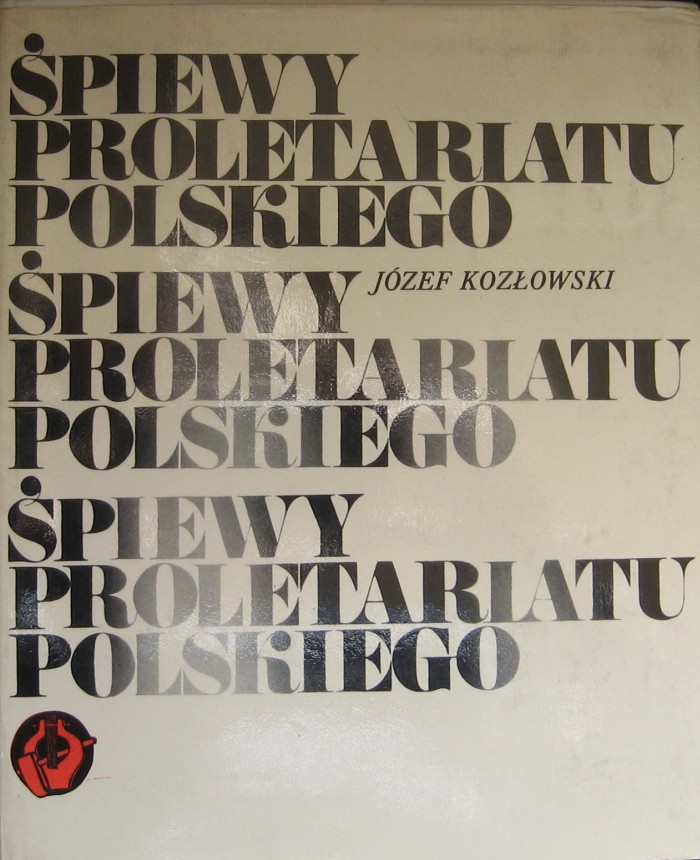 ŚPIEWY
PROLETARIATU
POLSKIEGO
ŚPIEWY
JÓZEF KOZŁOWSKI
PROLETARIATU
POLSKIEGO
ŚPIEWY
PROLETARIATU
POLSKIEGO